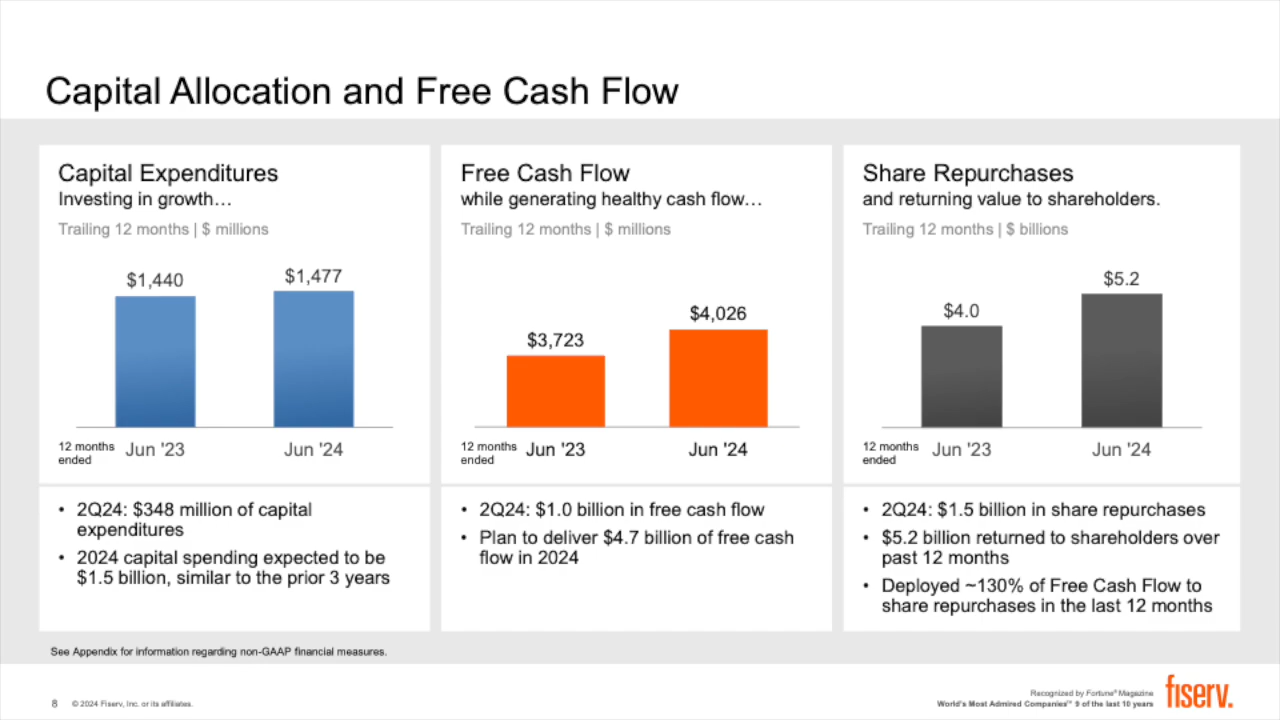 Capital Allocation and Free Cash Flow
Capital Expenditures
Investing in growth…
Trailing 12 months | $ millions
$1,440
$1,477
12 months
ended
Jun '23
Jun '24
• 2Q24: $348 million of capital
expenditures
• 2024 capital spending expected to be
$1.5 billion, similar to the prior 3 years
Free Cash Flow
while generating healthy cash flow…
Trailing 12 months | $ millions
$3,723
$4,026
12 months
ended
Jun '23
Jun '24
• 2Q24: $1.0 billion in free cash flow
• Plan to deliver $4.7 billion of free cash
flow in 2024
Share Repurchases
and returning value to shareholders.
Trailing 12 months | $ billions
$4.0
$5.2
12 months
ended
Jun '23
Jun '24
• 2Q24: $1.5 billion in share repurchases
• $5.2 billion returned to shareholders over
past 12 months
• Deployed ~130% of Free Cash Flow to
share repurchases in the last 12 months
See Appendix for information regarding non-GAAP financial measures.
8 © 2024 Fiserv, Inc. or its affiliates.
Recognized by Fortune® Magazine
World's Most Admired Companies™ 9 of the last 10 years
fiserv.